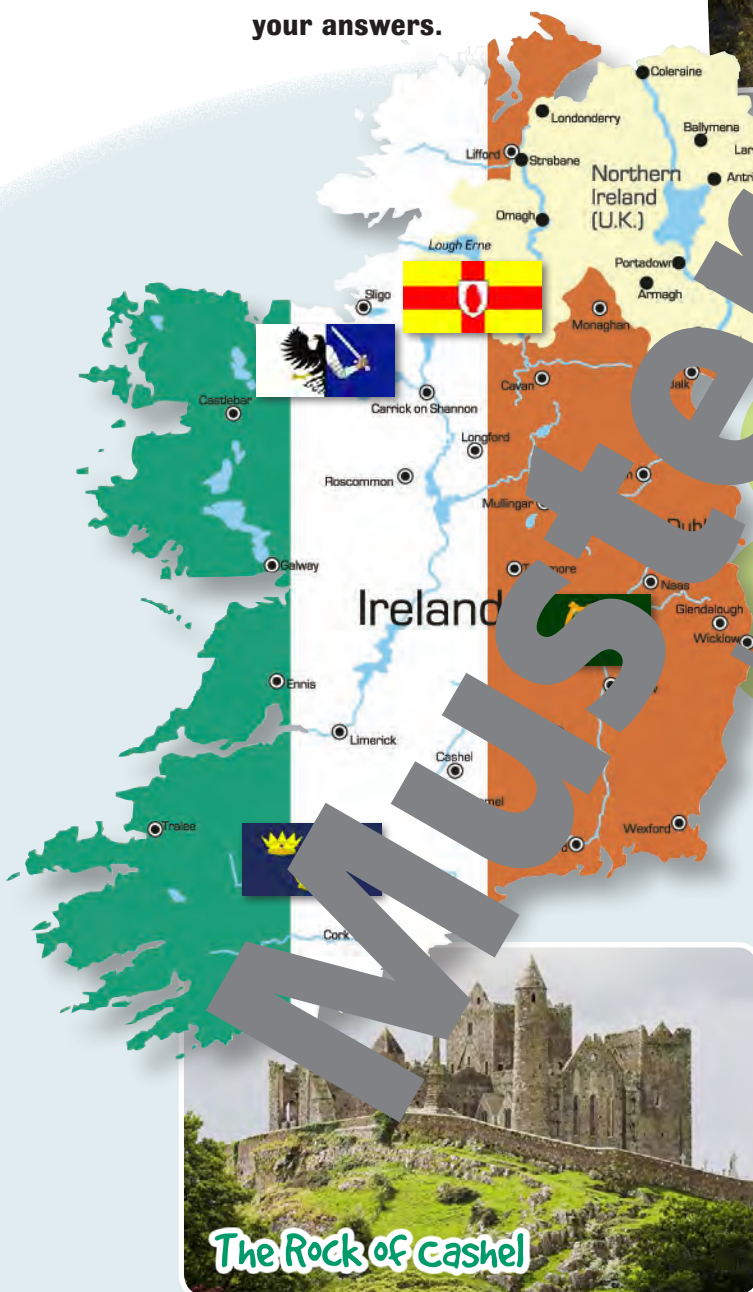 your answers.
Coleraine
Londonderry
Ballymena
Lifford
Strabane
Northern
Ireland
(U.K.)
Omagh
Lough Erne
Portadown
Armagh
Sligo
Monaghan
Cavan
Castlebar
Carrick on Shannon
Longford
Roscommon
Mullingar
Galway
Naas
Ireland
Glendalough
Wicklow
Ennis
Limerick
Cashel
Tralee
Wexford
Cork
Muster
The Rock of Cashel